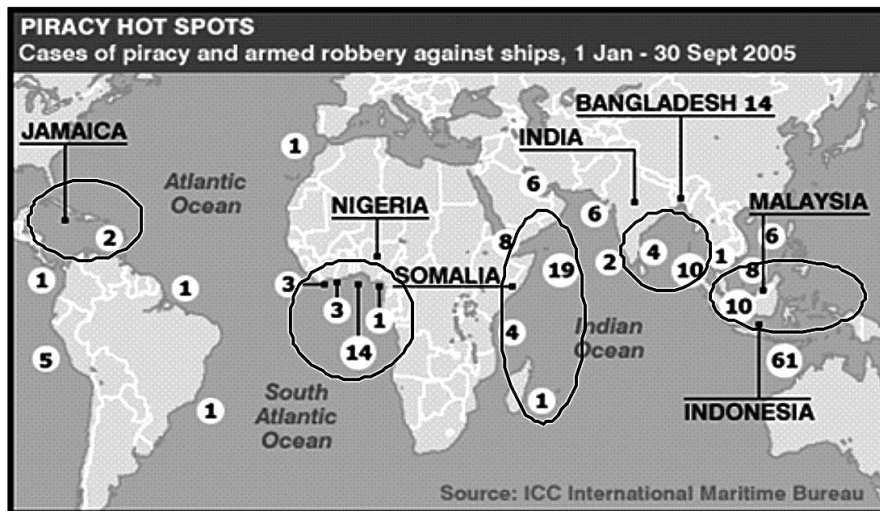 PIRACY HOT SPOTS
Cases of piracy and armed robbery against ships, 1 Jan - 30 Sept 2005
BANGLADESH 14
JAMAICA
INDIA
1
Atlantic
Ocean
6
MALAYSIA
NIGERIA
6
2
8
6
4
1
2
10
8
1
3
SOMALIA
19
1
3
1
10
4
Indian
Ocean
5
14
61
South
Atlantic
Ocean
1
1
INDONESIA
Source: ICC International Maritime Bureau